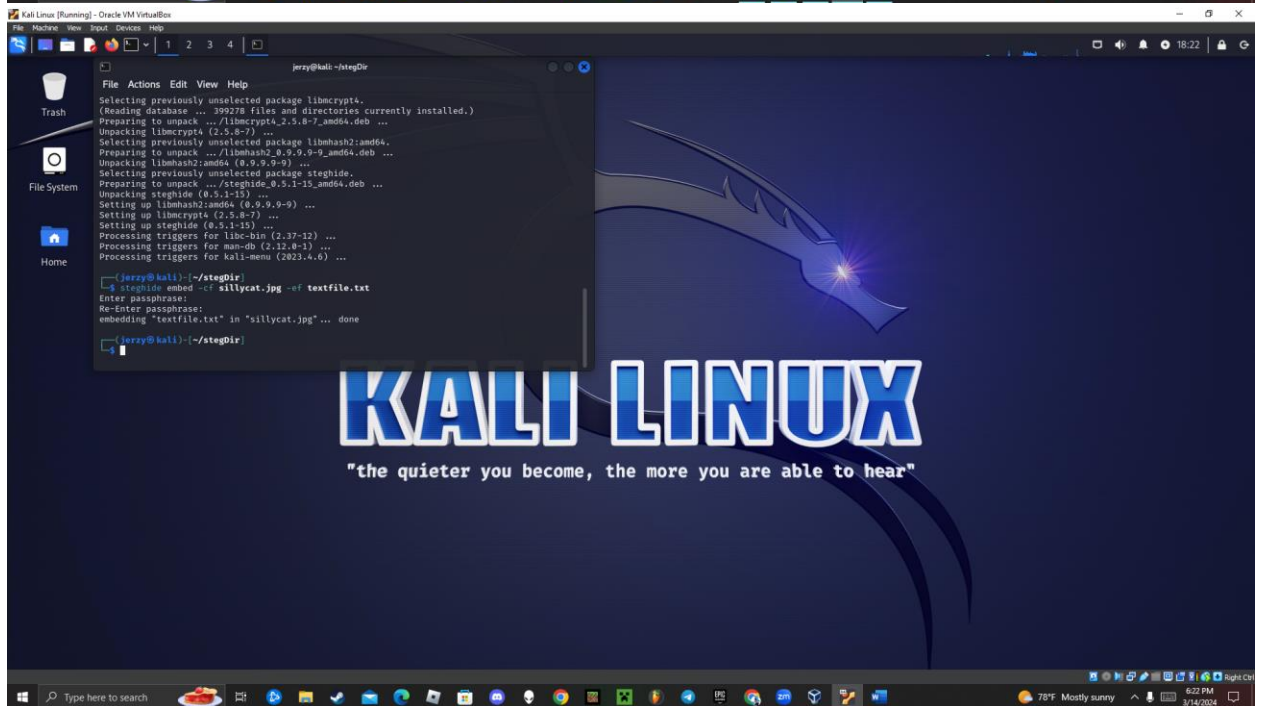 Kali Linux [Running] - Oracle VM VirtualBox
File Machine View Input Devices Help
1 2 3 4
18:22
jerzy@kali: ~/stegDir
File Actions Edit View Help
Selecting previously unselected package libmcrypt4.
(Reading database ... 399278 files and directories currently installed.)
Preparing to unpack .../libmcrypt4_2.5.8-7_amd64.deb ...
Unpacking libmcrypt4 (2.5.8-7) ...
Selecting previously unselected package libmhash2:amd64.
Preparing to unpack .../libmhash2_0.9.9.9-9_amd64.deb ...
Unpacking libmhash2:amd64 (0.9.9.9-9) ...
Selecting previously unselected package steghide.
Preparing to unpack .../steghide_0.5.1-15_amd64.deb ...
Unpacking steghide (0.5.1-15) ...
Setting up libmhash2:amd64 (0.9.9.9-9) ...
Setting up libmcrypt4 (2.5.8-7) ...
Setting up steghide (0.5.1-15) ...
Processing triggers for libc-bin (2.37-12) ...
Processing triggers for man-db (2.12.0-1) ...
Processing triggers for kali-menu (2023.4.6) ...
(jerzy㉿kali)-[~/stegDir]
$ steghide embed -cf sillycat.jpg -ef textfile.txt
Enter passphrase:
Re-Enter passphrase:
embedding "textfile.txt" in "sillycat.jpg"... done
(jerzy㉿kali)-[~/stegDir]
$
Trash
File System
Home
KALI LINUX
"the quieter you become, the more you are able to hear"
Right Ctrl
Type here to search
EPIC
zm
W
78°F Mostly sunny
6:22 PM
3/14/2024